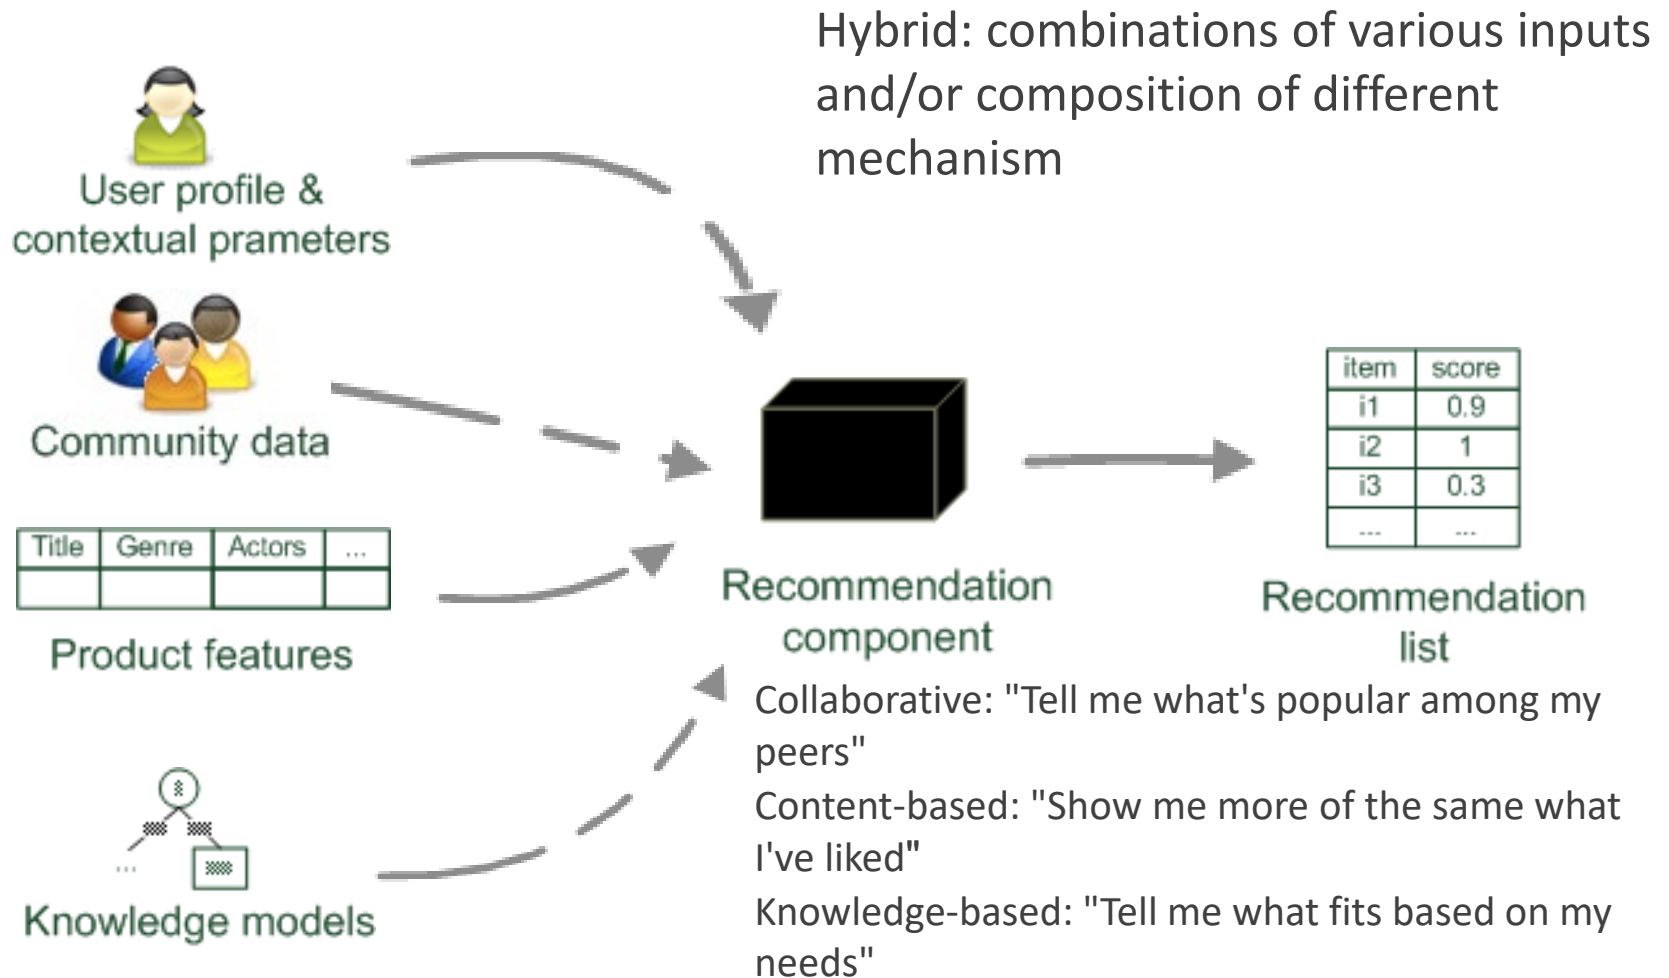 Hybrid: combinations of various inputs
and/or composition of different
mechanism
User profile &
contextual prameters
Community data
Title Genre Actors ...
Product features
...
Knowledge models
Recommendation
component
item score
i1 0.9
i2 1
i3 0.3
... ...
Recommendation
list
Collaborative: "Tell me what's popular among my
peers"
Content-based: "Show me more of the same what
I've liked"
Knowledge-based: "Tell me what fits based on my
needs"